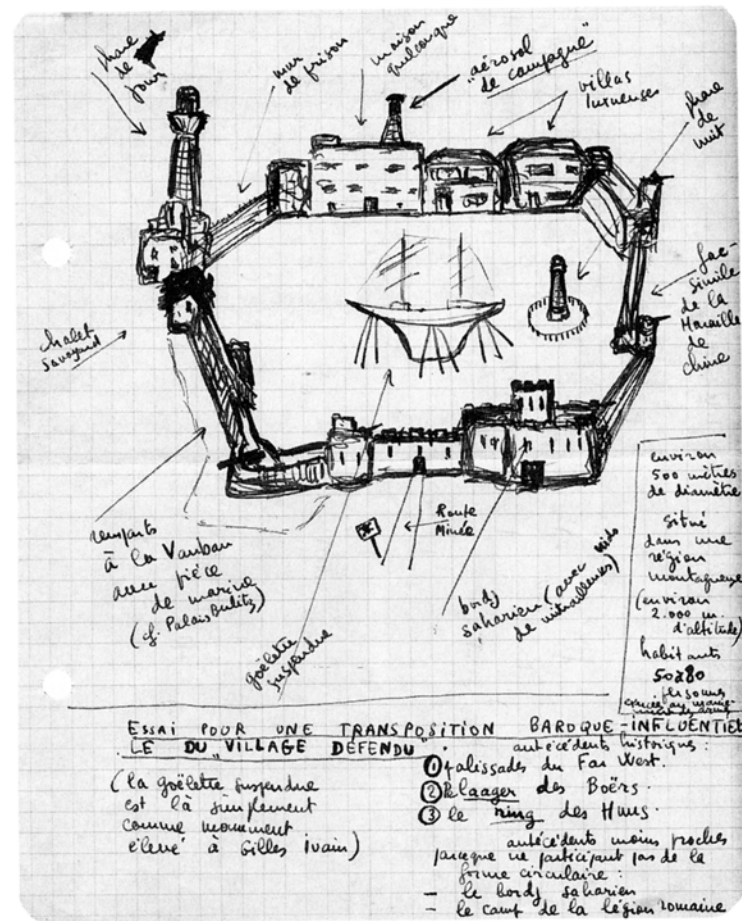 phare
de
jour
mur
de prison
maison
quelconque
"aérosol
de campagne"
villas
luxueuses
phare
de
nuit
fac-
simile
de la
Muraille
de
chine
chalet
savoyard
remparts
à la Vauban
avec pièce
de marine
(cf. Palais Bulitz)
goëlette
suspendue
Route
Minée
bordj
saharien (avec nids
de mitrailleuses)
environ
500 mètres
de diamètre
situé
dans une
région
montagneuse
(environ
2.000 m.
d'altitude)
habitants
50 à 80
personnes
ESSAI POUR UNE TRANSPOSITION BAROQUE-INFLUENTIEL
LE DU "VILLAGE DÉFENDU".
(la goëlette suspendue
est là simplement
comme monument
élevé à Gilles Ivain)
antécédents historiques :
① palissades du Far West.
② le laager des Boërs.
③ le ring des Huns.
antécédents moins proches
parceque ne participant pas de la
forme circulaire :
- le bordj saharien
- le camp de la légion romaine